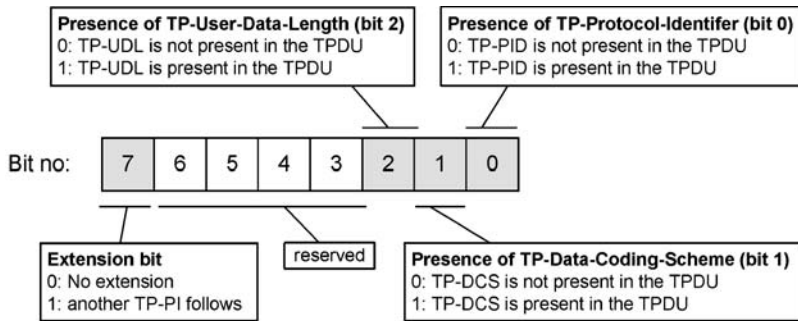 Presence of TP-User-Data-Length (bit 2)
0: TP-UDL is not present in the TPDU
1: TP-UDL is present in the TPDU
Presence of TP-Protocol-Identifer (bit 0)
0: TP-PID is not present in the TPDU
1: TP-PID is present in the TPDU
Bit no: 7 6 5 4 3 2 1 0
Extension bit
0: No extension
1: another TP-PI follows
reserved
Presence of TP-Data-Coding-Scheme (bit 1)
0: TP-DCS is not present in the TPDU
1: TP-DCS is present in the TPDU